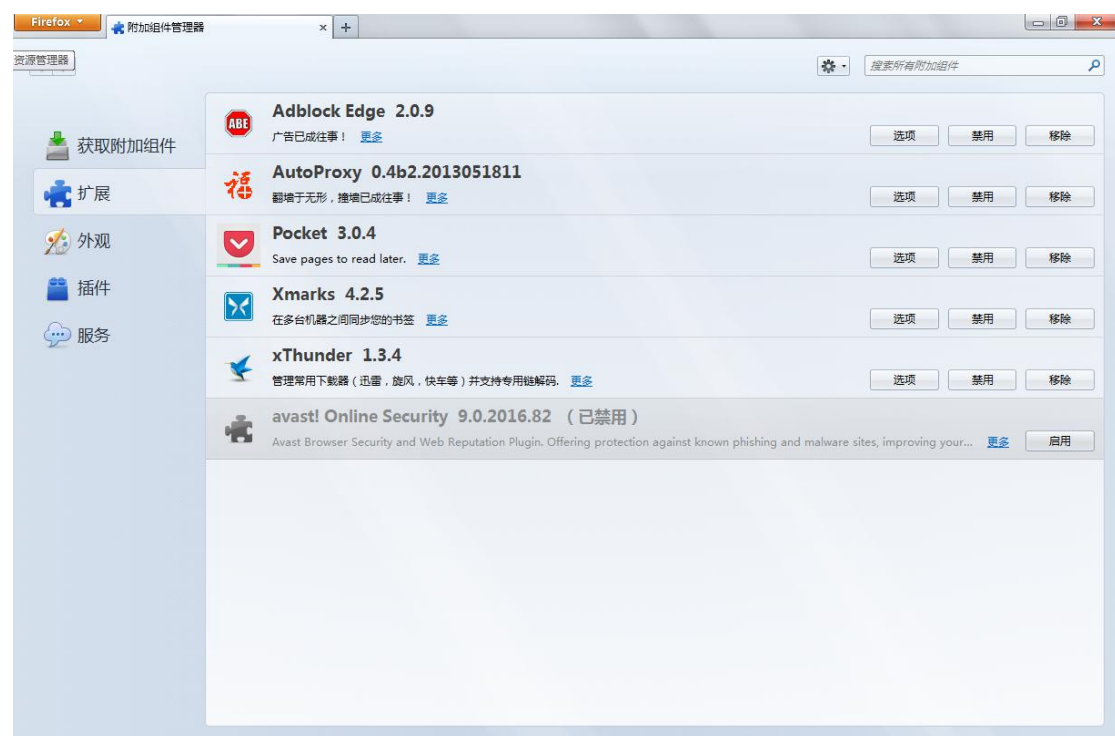 Firefox
附加组件管理器
资源管理器
搜索所有附加组件
获取附加组件
扩展
外观
插件
服务
ABE
Adblock Edge 2.0.9
广告已成往事！ 更多
选项 禁用 移除
福
AutoProxy 0.4b2.2013051811
翻墙于无形，撞墙已成往事！ 更多
选项 禁用 移除
Pocket 3.0.4
Save pages to read later. 更多
选项 禁用 移除
Xmarks 4.2.5
在多台机器之间同步您的书签 更多
选项 禁用 移除
xThunder 1.3.4
管理常用下载器（迅雷，旋风，快车等）并支持专用链解码. 更多
选项 禁用 移除
avast! Online Security 9.0.2016.82 （已禁用）
Avast Browser Security and Web Reputation Plugin. Offering protection against known phishing and malware sites, improving your... 更多
启用